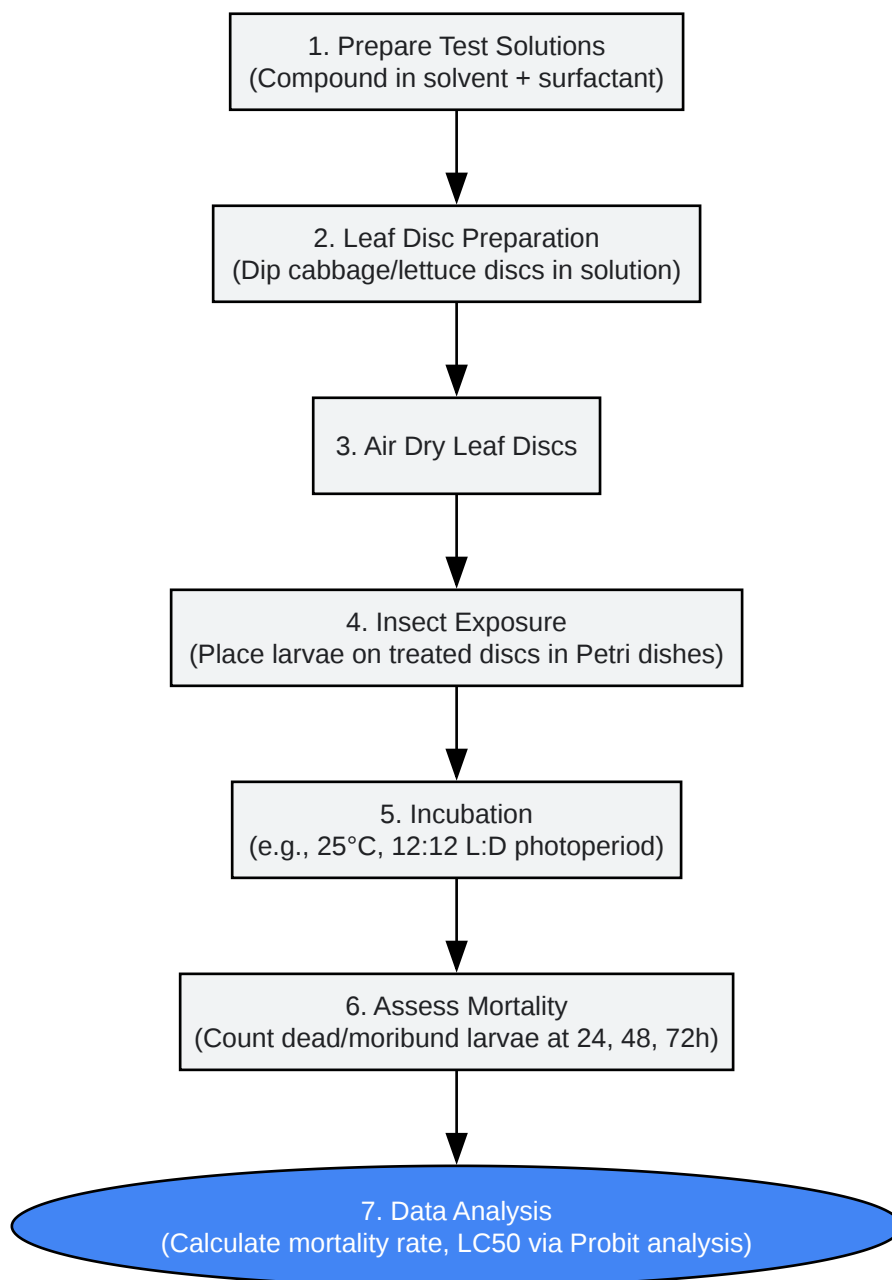 1. Prepare Test Solutions
(Compound in solvent + surfactant)
2. Leaf Disc Preparation
(Dip cabbage/lettuce discs in solution)
3. Air Dry Leaf Discs
4. Insect Exposure
(Place larvae on treated discs in Petri dishes)
5. Incubation
(e.g., 25°C, 12:12 L:D photoperiod)
6. Assess Mortality
(Count dead/moribund larvae at 24, 48, 72h)
7. Data Analysis
(Calculate mortality rate, LC50 via Probit analysis)